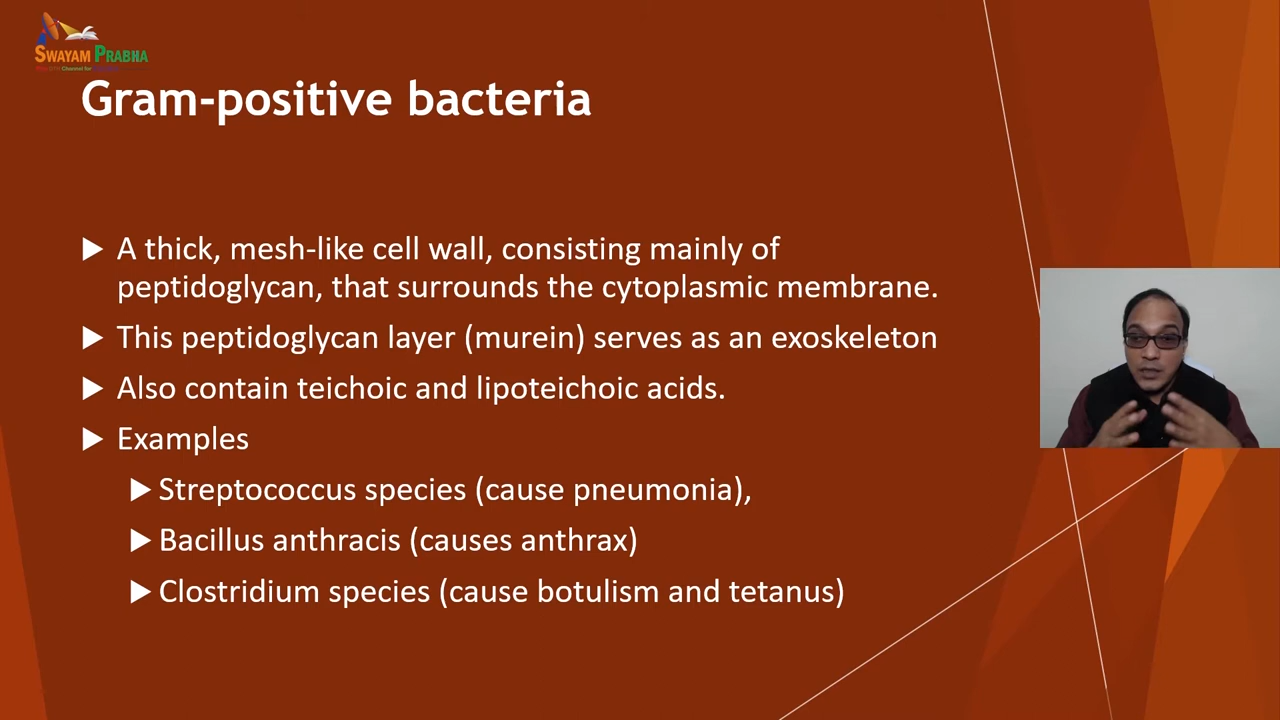 SWAYAM PRABHA
Gram-positive bacteria
A thick, mesh-like cell wall, consisting mainly of
peptidoglycan, that surrounds the cytoplasmic membrane.
This peptidoglycan layer (murein) serves as an exoskeleton
Also contain teichoic and lipoteichoic acids.
Examples
Streptococcus species (cause pneumonia),
Bacillus anthracis (causes anthrax)
Clostridium species (cause botulism and tetanus)